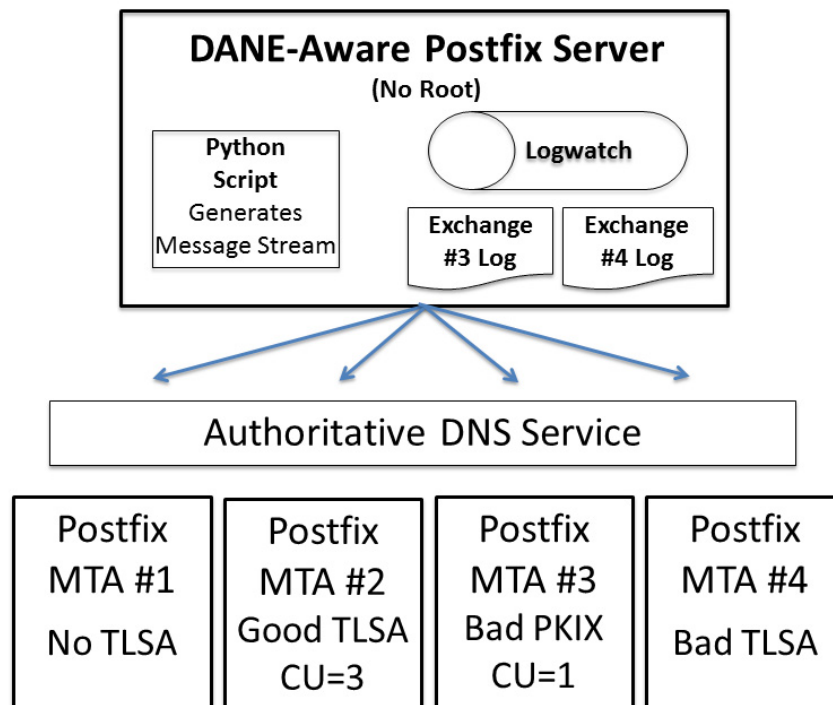 DANE-Aware Postfix Server
(No Root)
Python
Script
Generates
Message Stream
Logwatch
Exchange
#3 Log
Exchange
#4 Log
Authoritative DNS Service
Postfix
MTA #1
No TLSA
Postfix
MTA #2
Good TLSA
CU=3
Postfix
MTA #3
Bad PKIX
CU=1
Postfix
MTA #4
Bad TLSA